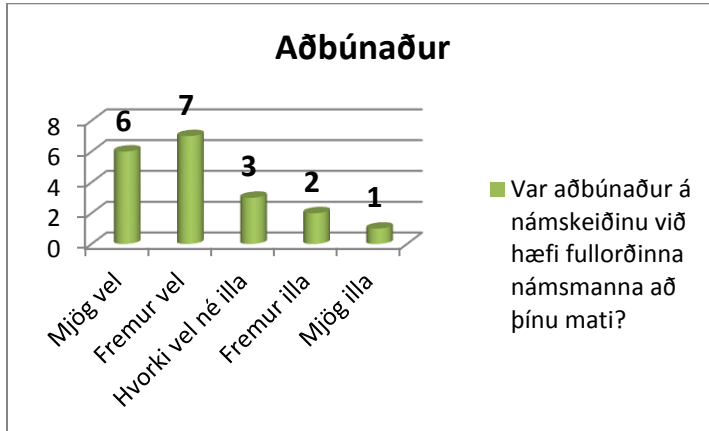 Aðbúnaður
8
6
4
2
0
6
7
3
2
1
Mjög vel
Fremur vel
Hvorki vel né illa
Fremur illa
Mjög illa
Var aðbúnaður á
námskeiðinu við
hæfi fullorðinna
námsmanna að
þínu mati?